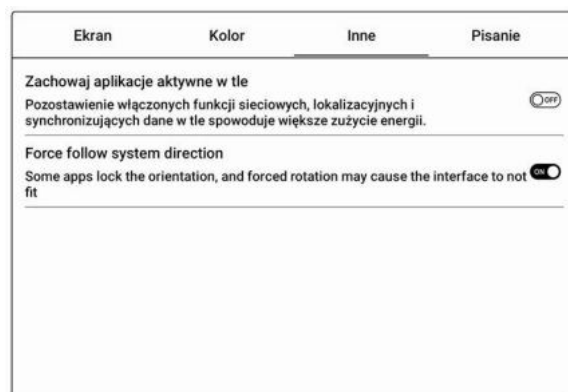 Ekran Kolor Inne Pisanie
Zachowaj aplikacje aktywne w tle
Pozostawienie włączonych funkcji sieciowych, lokalizacyjnych i
synchronizujących dane w tle spowoduje większe zużycie energii.
OFF
Force follow system direction
Some apps lock the orientation, and forced rotation may cause the interface to not
fit
ON